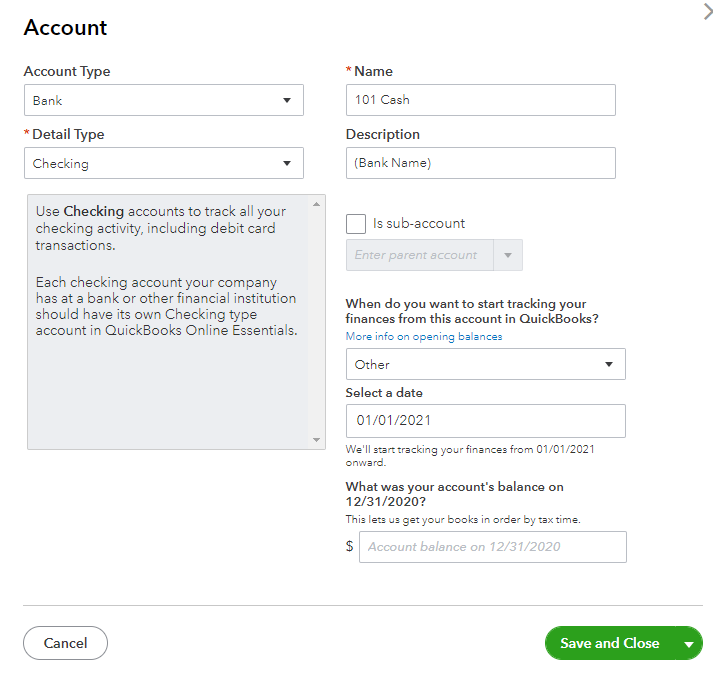 Account
Account Type
Bank
* Detail Type
Checking
Use Checking accounts to track all your
checking activity, including debit card
transactions.
Each checking account your company
has at a bank or other financial institution
should have its own Checking type
account in QuickBooks Online Essentials.
* Name
101 Cash
Description
(Bank Name)
Is sub-account
Enter parent account
When do you want to start tracking your
finances from this account in QuickBooks?
More info on opening balances
Other
Select a date
01/01/2021
We'll start tracking your finances from 01/01/2021
onward.
What was your account's balance on
12/31/2020?
This lets us get your books in order by tax time.
$ Account balance on 12/31/2020
Cancel
Save and Close